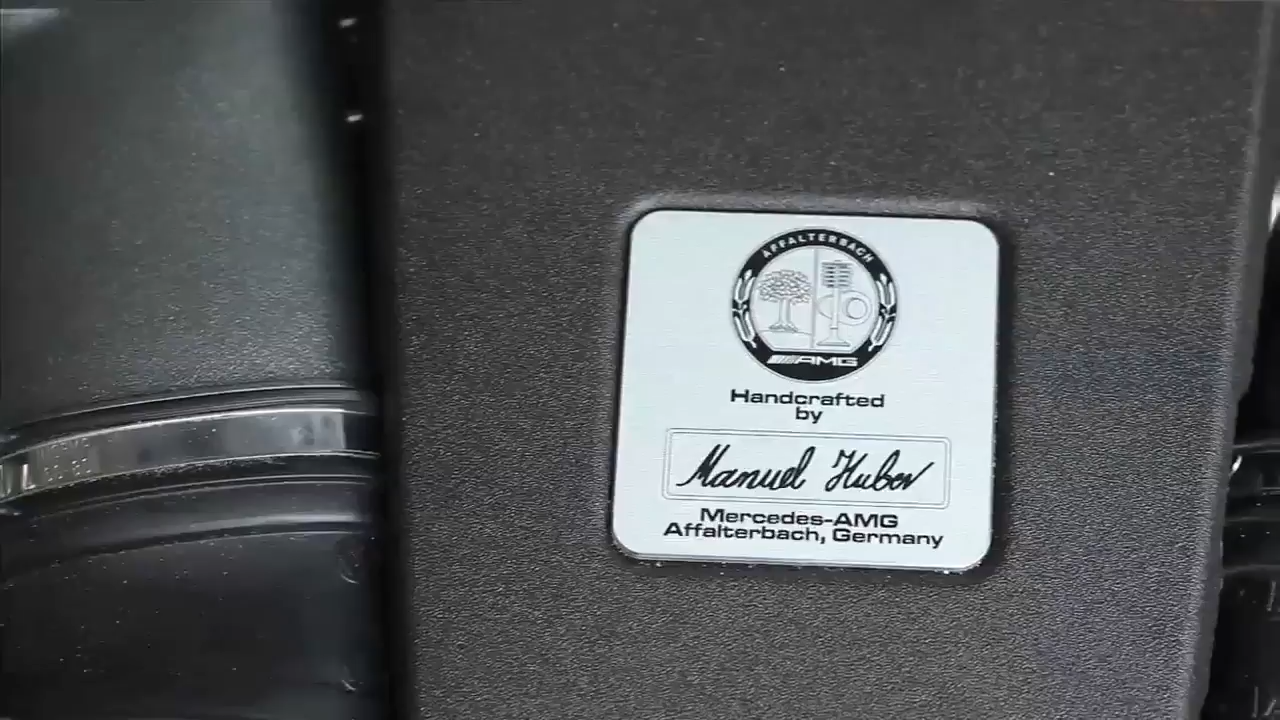 AFFALTERBACH
AMG
Handcrafted
by
Manuel Huber
Mercedes-AMG
Affalterbach, Germany